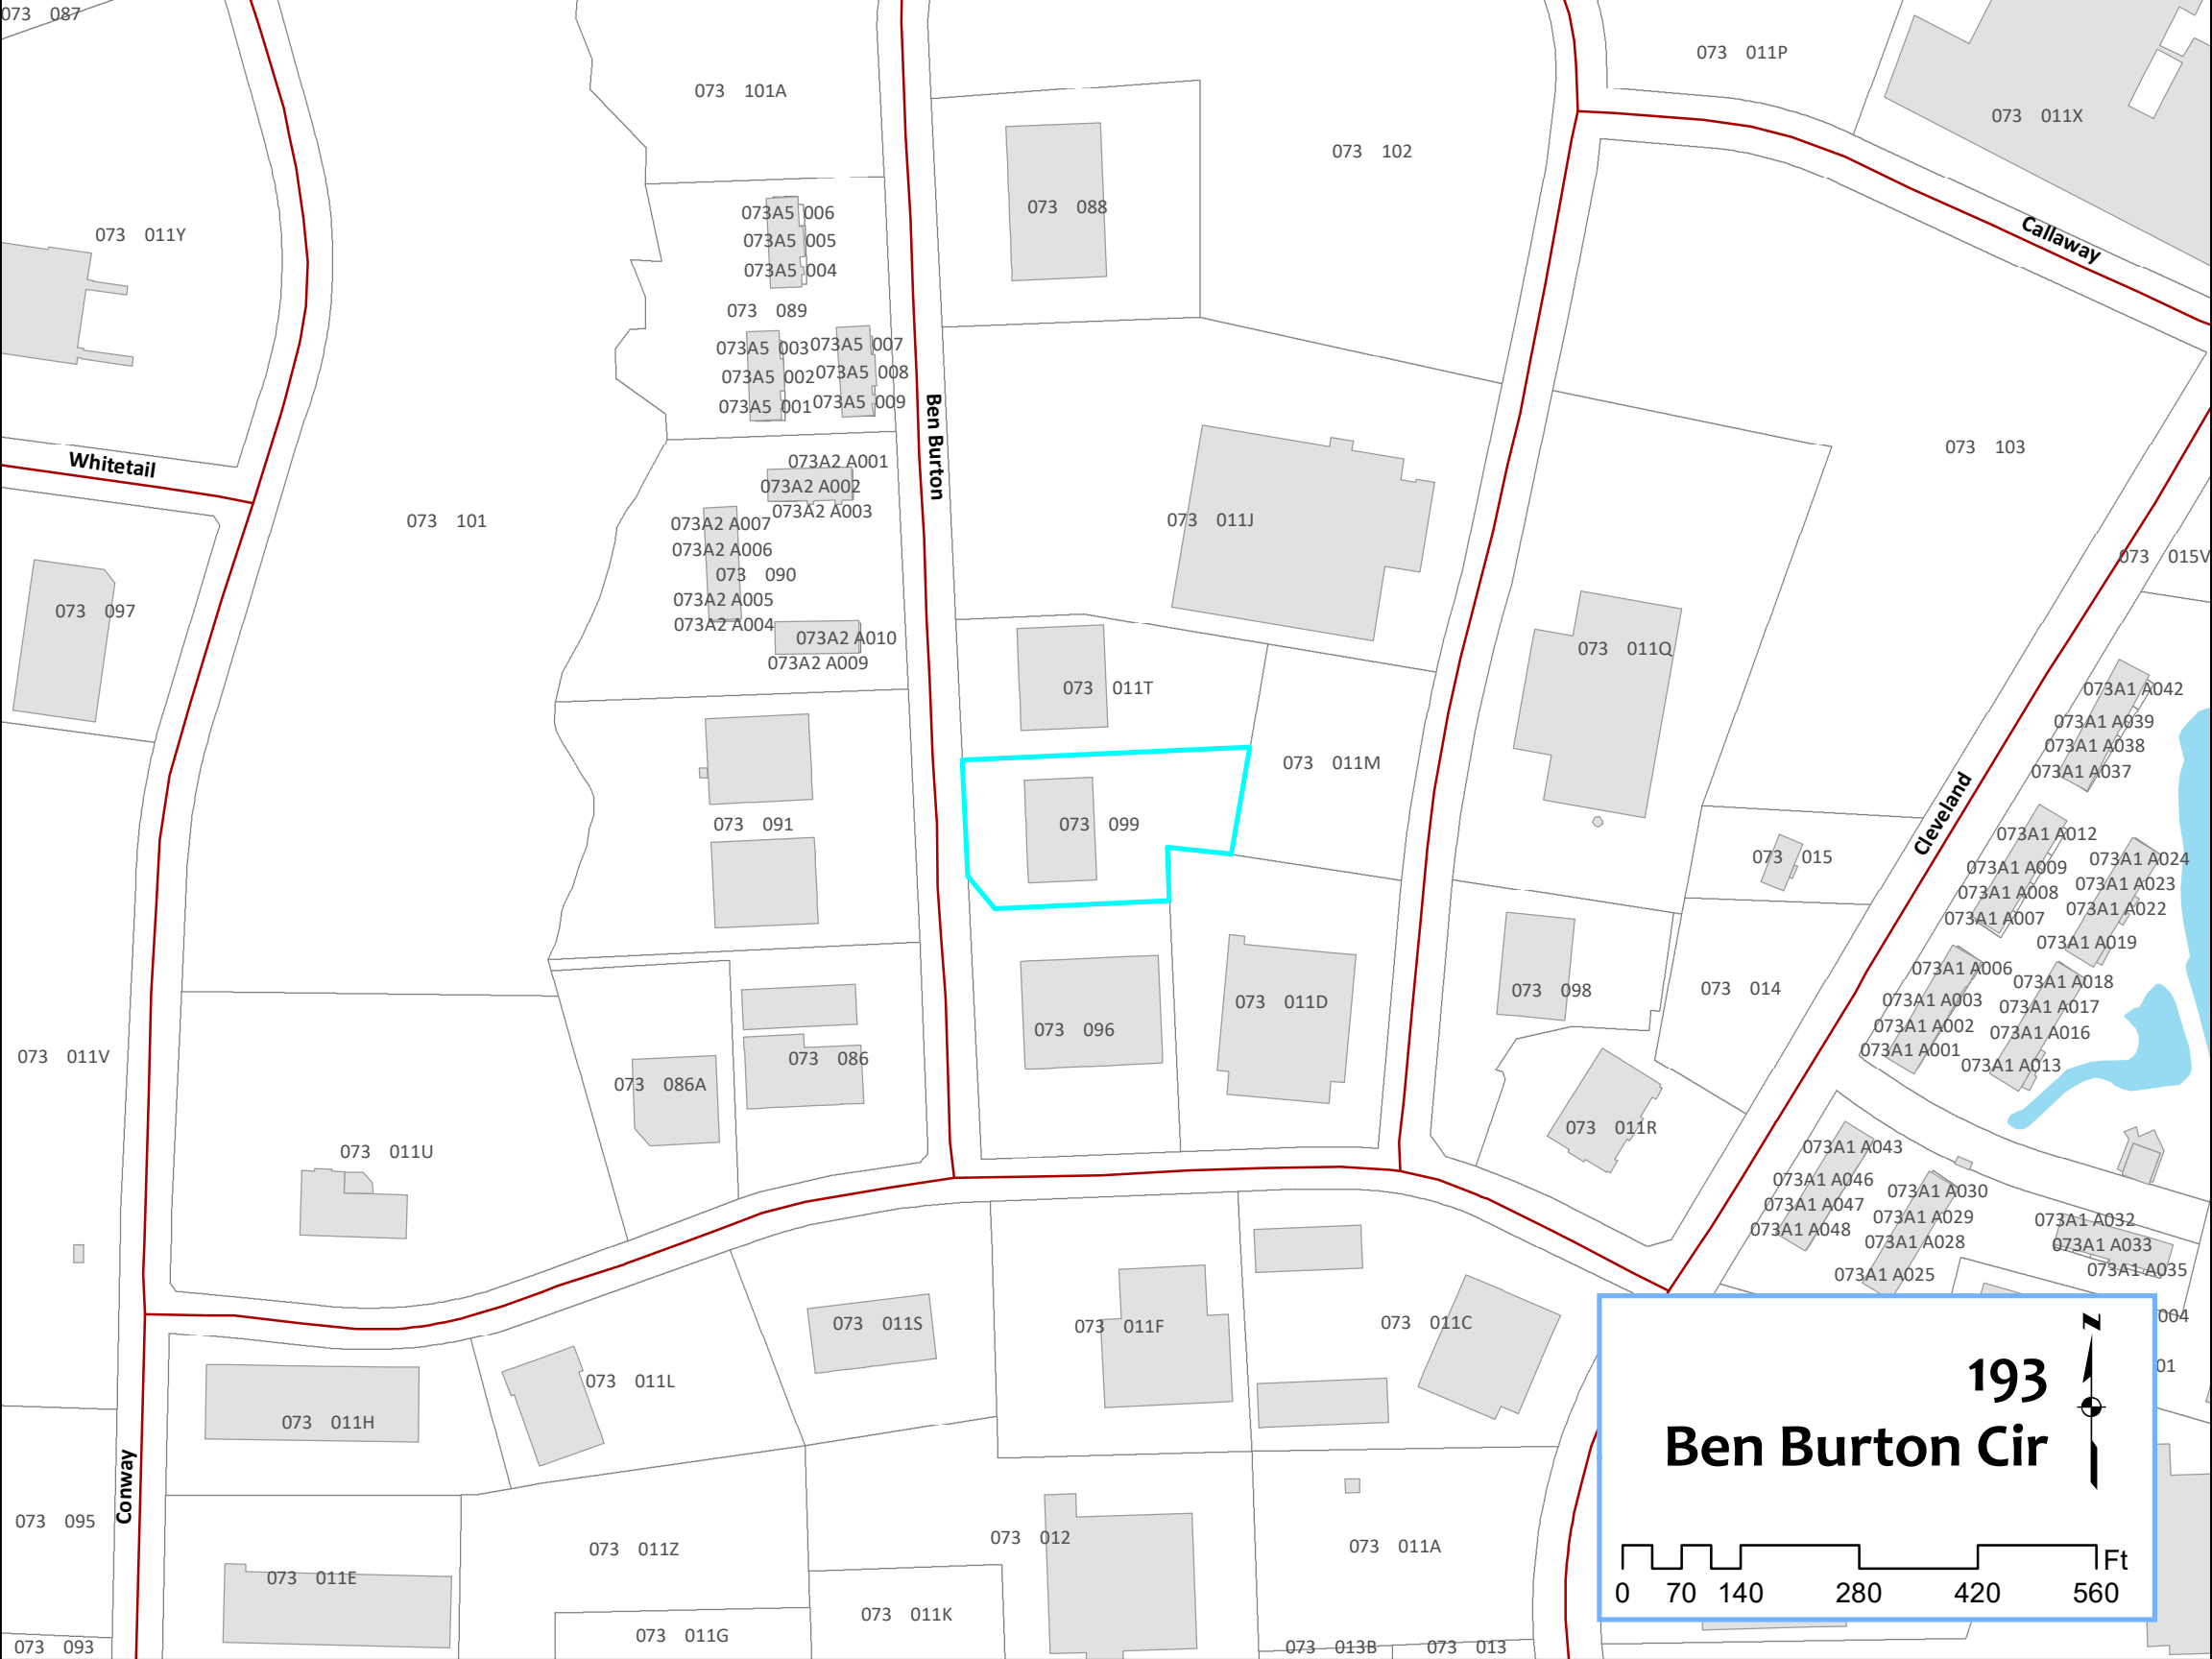 073 087
073 011P
073 101A
073 011X
073 102
073 088
073A5 006
073 011Y
073A5 005
Callaway
073A5 004
073 089
073A5 003
073A5 007
073A5 002
073A5 008
073A5 001
073A5 009
Ben Burton
073 103
Whitetail
073A2 A001
073A2 A002
073A2 A003
073 101
073A2 A007
073 011J
073A2 A006
073 015V
073 090
073A2 A005
073 097
073A2 A004
073A2 A010
073 011Q
073A2 A009
073 011T
073A1 A042
073A1 A039
073A1 A038
073 011M
073A1 A037
Cleveland
073 091
073 099
073A1 A012
073 015
073A1 A024
073A1 A009
073A1 A023
073A1 A008
073A1 A022
073A1 A007
073A1 A019
073A1 A006
073A1 A018
073 098
073 014
073A1 A003
073 011D
073A1 A017
073A1 A002
073 096
073A1 A016
073A1 A001
073 011V
073 086
073A1 A013
073 086A
073 011R
073A1 A043
073 011U
073A1 A046
073A1 A030
073A1 A047
073A1 A029
073A1 A032
073A1 A048
073A1 A028
073A1 A033
073A1 A025
073A1 A035
004
073 011S
073 011F
073 011C
01
073 011L
073 011H
Conway
073 095
073 012
073 011A
073 011Z
073 011E
073 011K
073 011G
073 093
073 013B
073 013
N
193
Ben Burton Cir
Ft
0 70 140 280 420 560